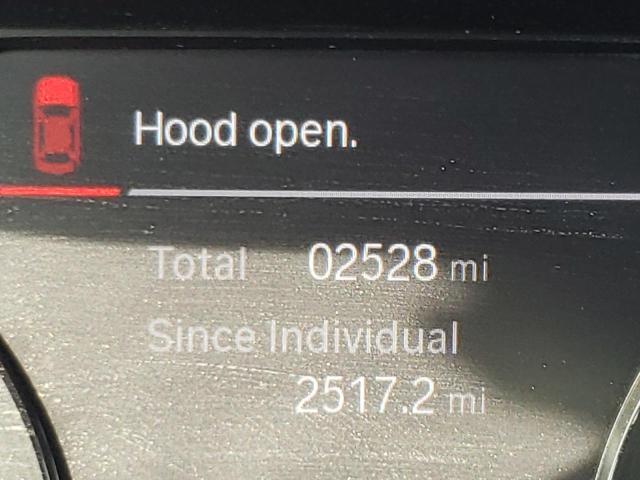 Hood open.
Total 02528 mi
Since Individual
2517.2 mi